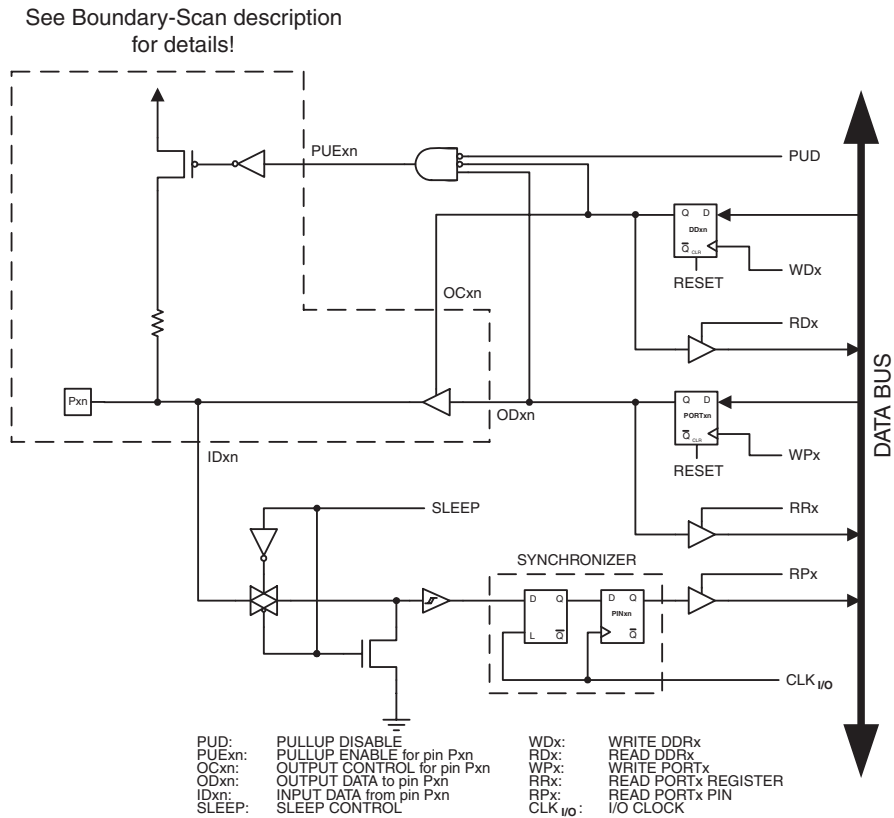 See Boundary-Scan description
for details!
PUExn
PUD
Q D
DDxn
Q CLR
WDx
RESET
OCxn
RDx
Pxn
ODxn
Q D
PORTxn
Q CLR
WPx
RESET
IDxn
SLEEP
RRx
SYNCHRONIZER
RPx
D Q
L Q
D Q
PINxn
Q
CLK I/O
DATA BUS
PUD: PULLUP DISABLE
PUExn: PULLUP ENABLE for pin Pxn
OCxn: OUTPUT CONTROL for pin Pxn
ODxn: OUTPUT DATA to pin Pxn
IDxn: INPUT DATA from pin Pxn
SLEEP: SLEEP CONTROL
WDx: WRITE DDRx
RDx: READ DDRx
WPx: WRITE PORTx
RRx: READ PORTx REGISTER
RPx: READ PORTx PIN
CLK I/O: I/O CLOCK